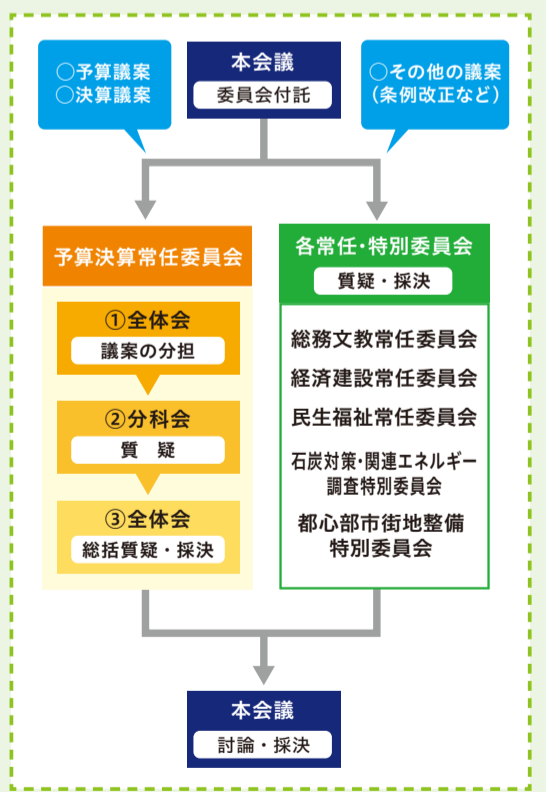 ○予算議案
○決算議案
本会議
委員会付託
○その他の議案
(条例改正など)
予算決算常任委員会
①全体会
議案の分担
②分科会
質　疑
③全体会
総括質疑・採決
各常任・特別委員会
質疑・採決
総務文教常任委員会
経済建設常任委員会
民生福祉常任委員会
石炭対策・関連エネルギー
調査特別委員会
都心部市街地整備
特別委員会
本会議
討論・採決